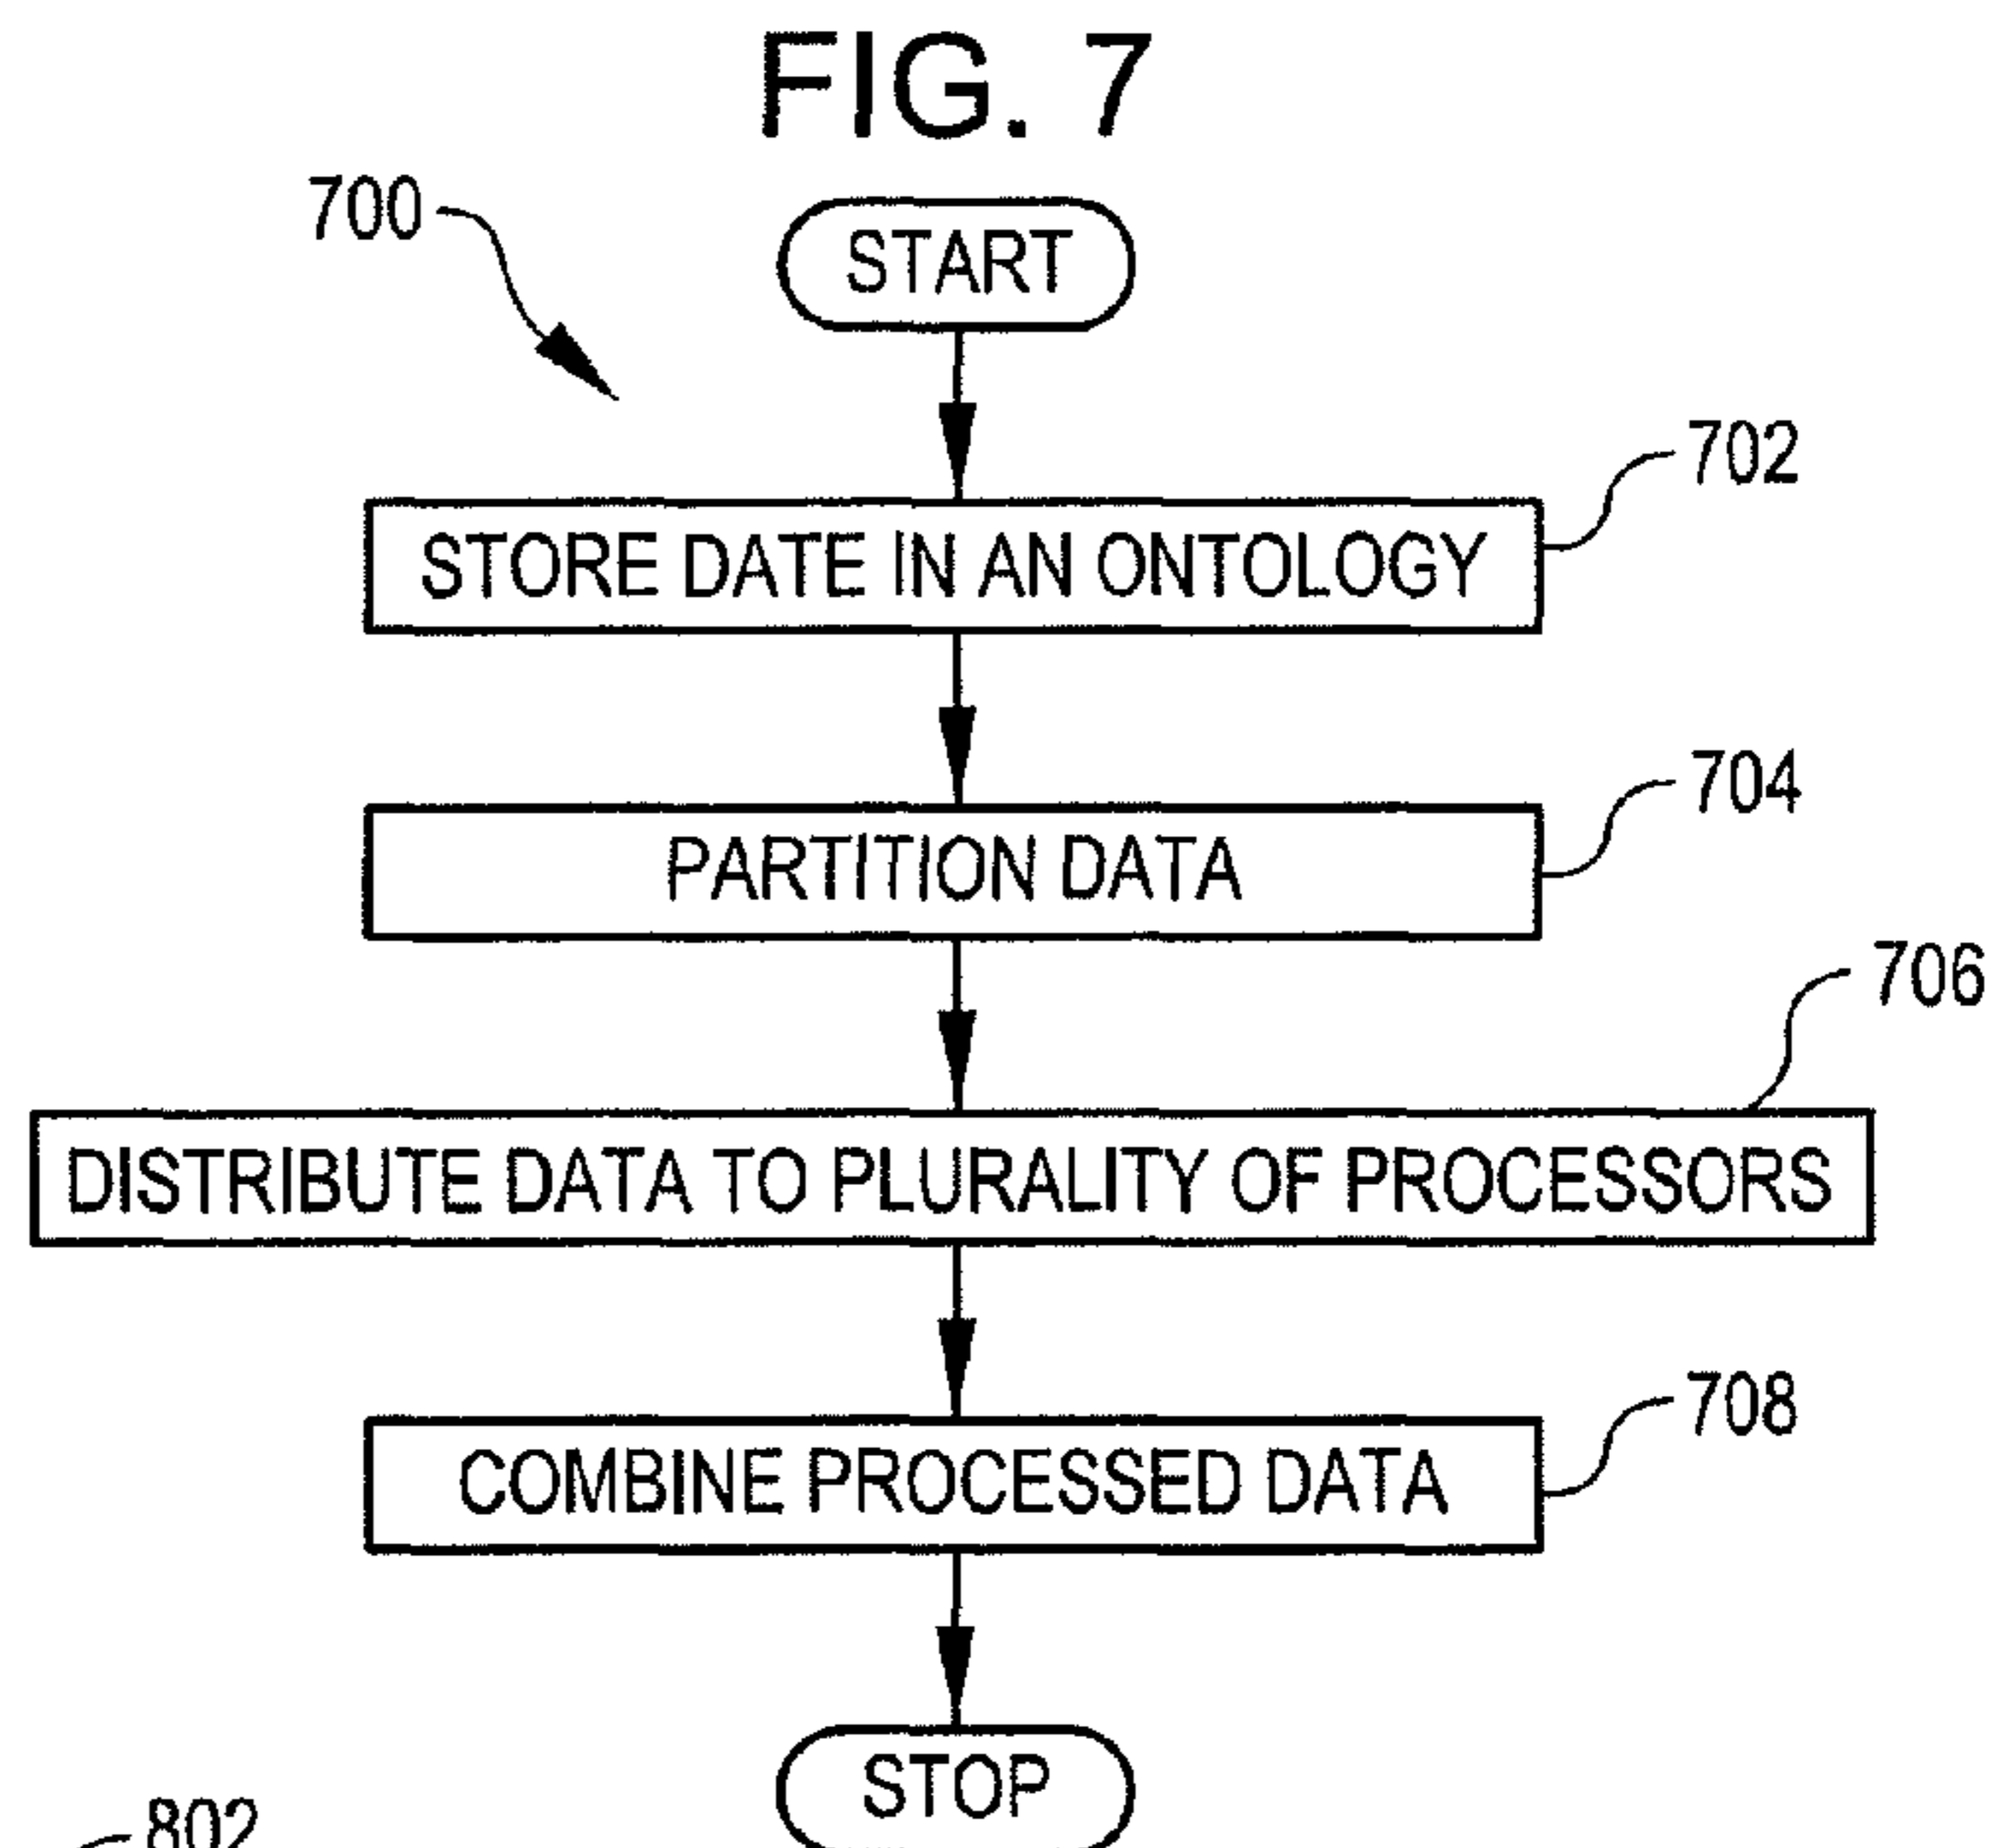 FIG. 7
700
START
702
STORE DATE IN AN ONTOLOGY
704
PARTITION DATA
706
DISTRIBUTE DATA TO PLURALITY OF PROCESSORS
708
COMBINE PROCESSED DATA
STOP
802